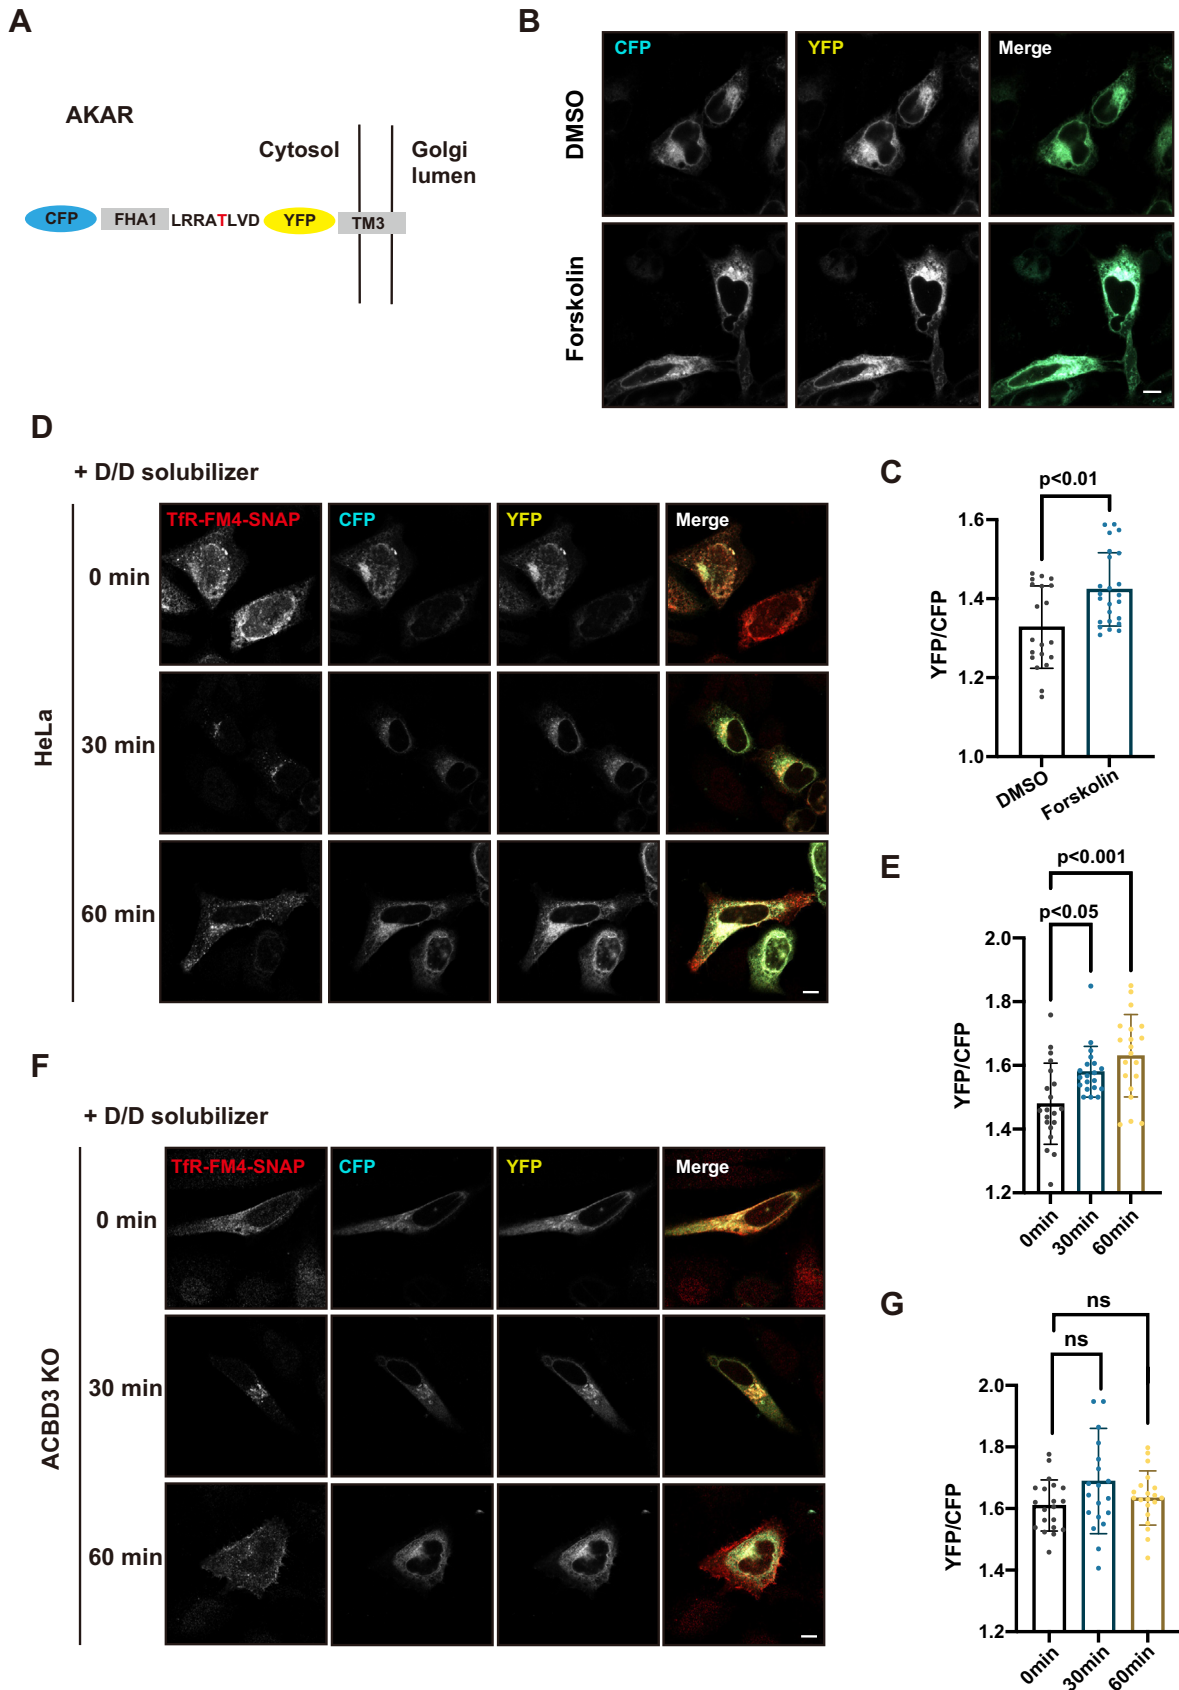 A
AKAR
Cytosol
Golgi
lumen
CFP
FHA1
LRRATLVD
YFP
TM3
B
CFP
YFP
Merge
DMSO
Forskolin
C
p<0.01
YFP/CFP
1.6
1.4
1.2
1.0
DMSO
Forskolin
D
+ D/D solubilizer
HeLa
TfR-FM4-SNAP
CFP
YFP
Merge
0 min
30 min
60 min
E
p<0.001
p<0.05
YFP/CFP
2.0
1.8
1.6
1.4
1.2
0min
30min
60min
F
+ D/D solubilizer
ACBD3 KO
TfR-FM4-SNAP
CFP
YFP
Merge
0 min
30 min
60 min
G
ns
ns
YFP/CFP
2.0
1.8
1.6
1.4
1.2
0min
30min
60min